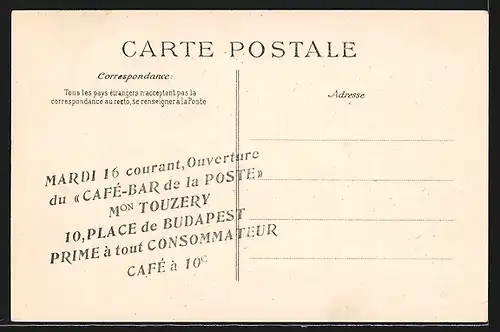 CARTE POSTALE
Correspondance:
Tous les pays étrangers n'acceptent pas la
correspondance au recto, se renseigner à la Poste
Adresse
MARDI 16 courant, Ouverture
du «CAFÉ-BAR de la POSTE»
MON TOUZERY
10, PLACE de BUDAPEST
PRIME à tout CONSOMMATEUR
CAFÉ à 10c